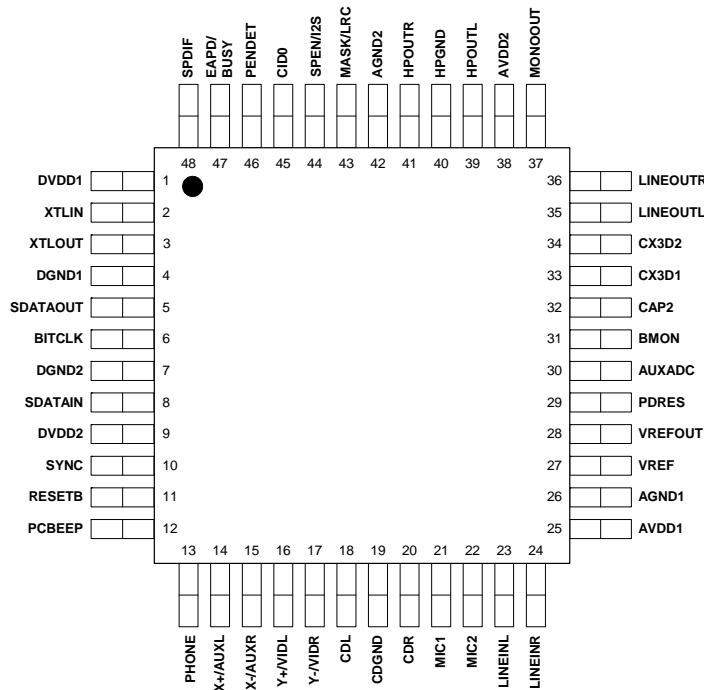 SPDIF
EAPD/
BUSY
PENDET
CID0
SPEN/I2S
MASK/LRC
AGND2
HPOUTR
HPGND
HPOUTL
AVDD2
MONOOUT
48 47 46 45 44 43 42 41 40 39 38 37
DVDD1 1 36 LINEOUTR
XTLIN 2 35 LINEOUTL
XTLOUT 3 34 CX3D2
DGND1 4 33 CX3D1
SDATAOUT 5 32 CAP2
BITCLK 6 31 BMON
DGND2 7 30 AUXADC
SDATAIN 8 29 PDRES
DVDD2 9 28 VREFOUT
SYNC 10 27 VREF
RESETB 11 26 AGND1
PCBEEP 12 25 AVDD1
13 14 15 16 17 18 19 20 21 22 23 24
PHONE
X+/AUXL
X-/AUXR
Y+/VIDL
Y-/VIDR
CDL
CDGND
CDR
MIC1
MIC2
LINEINL
LINEINR